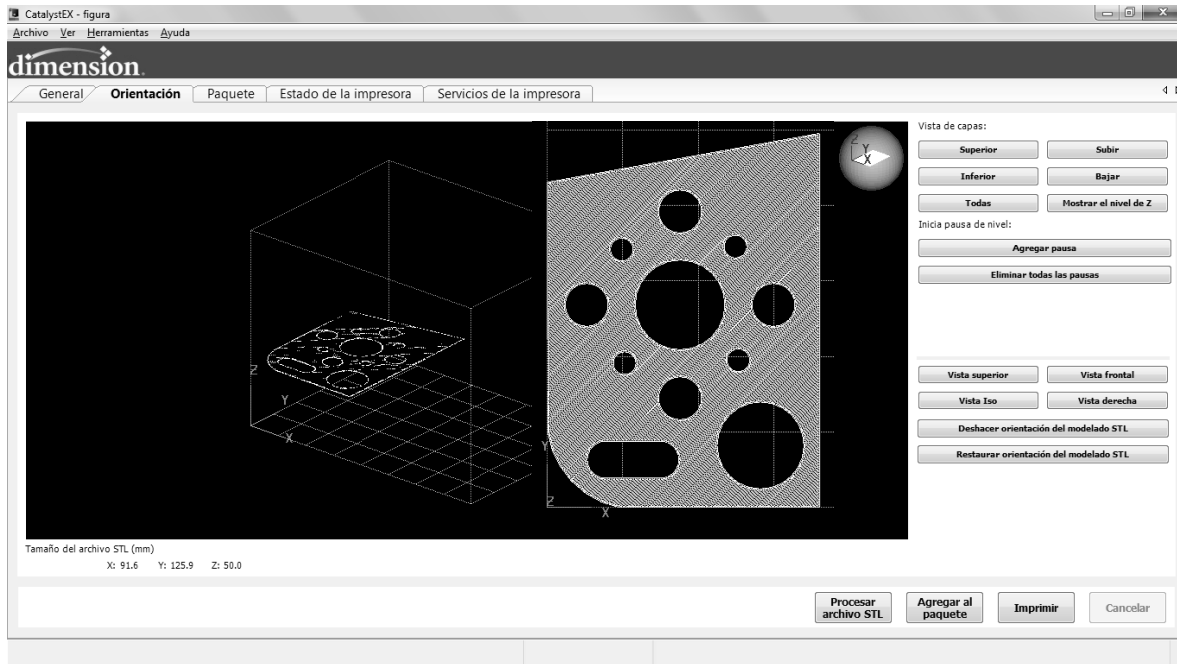 CatalystEX - figura
Archivo Ver Herramientas Ayuda
dimension.
General Orientación Paquete Estado de la impresora Servicios de la impresora
Vista de capas:
Superior Subir
Inferior Bajar
Todas Mostrar el nivel de Z
Inicia pausa de nivel:
Agregar pausa
Eliminar todas las pausas
Vista superior Vista frontal
Vista Iso Vista derecha
Deshacer orientación del modelado STL
Restaurar orientación del modelado STL
Z
Y
X
Z
Y
X
Y
Z
X
Tamaño del archivo STL (mm)
X: 91.6 Y: 125.9 Z: 50.0
Procesar archivo STL
Agregar al paquete
Imprimir
Cancelar